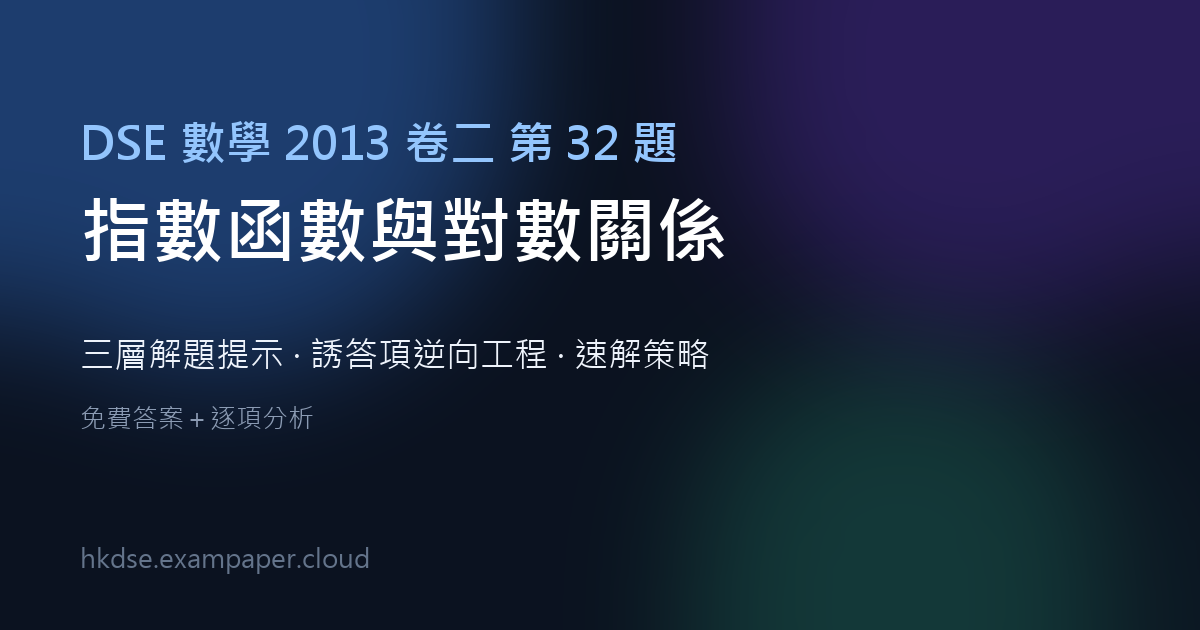 DSE 數學 2013 卷二 第 32 題
指數函數與對數關係
三層解題提示 · 誘答項逆向工程 · 速解策略
免費答案 + 逐項分析
hkdse.exampaper.cloud